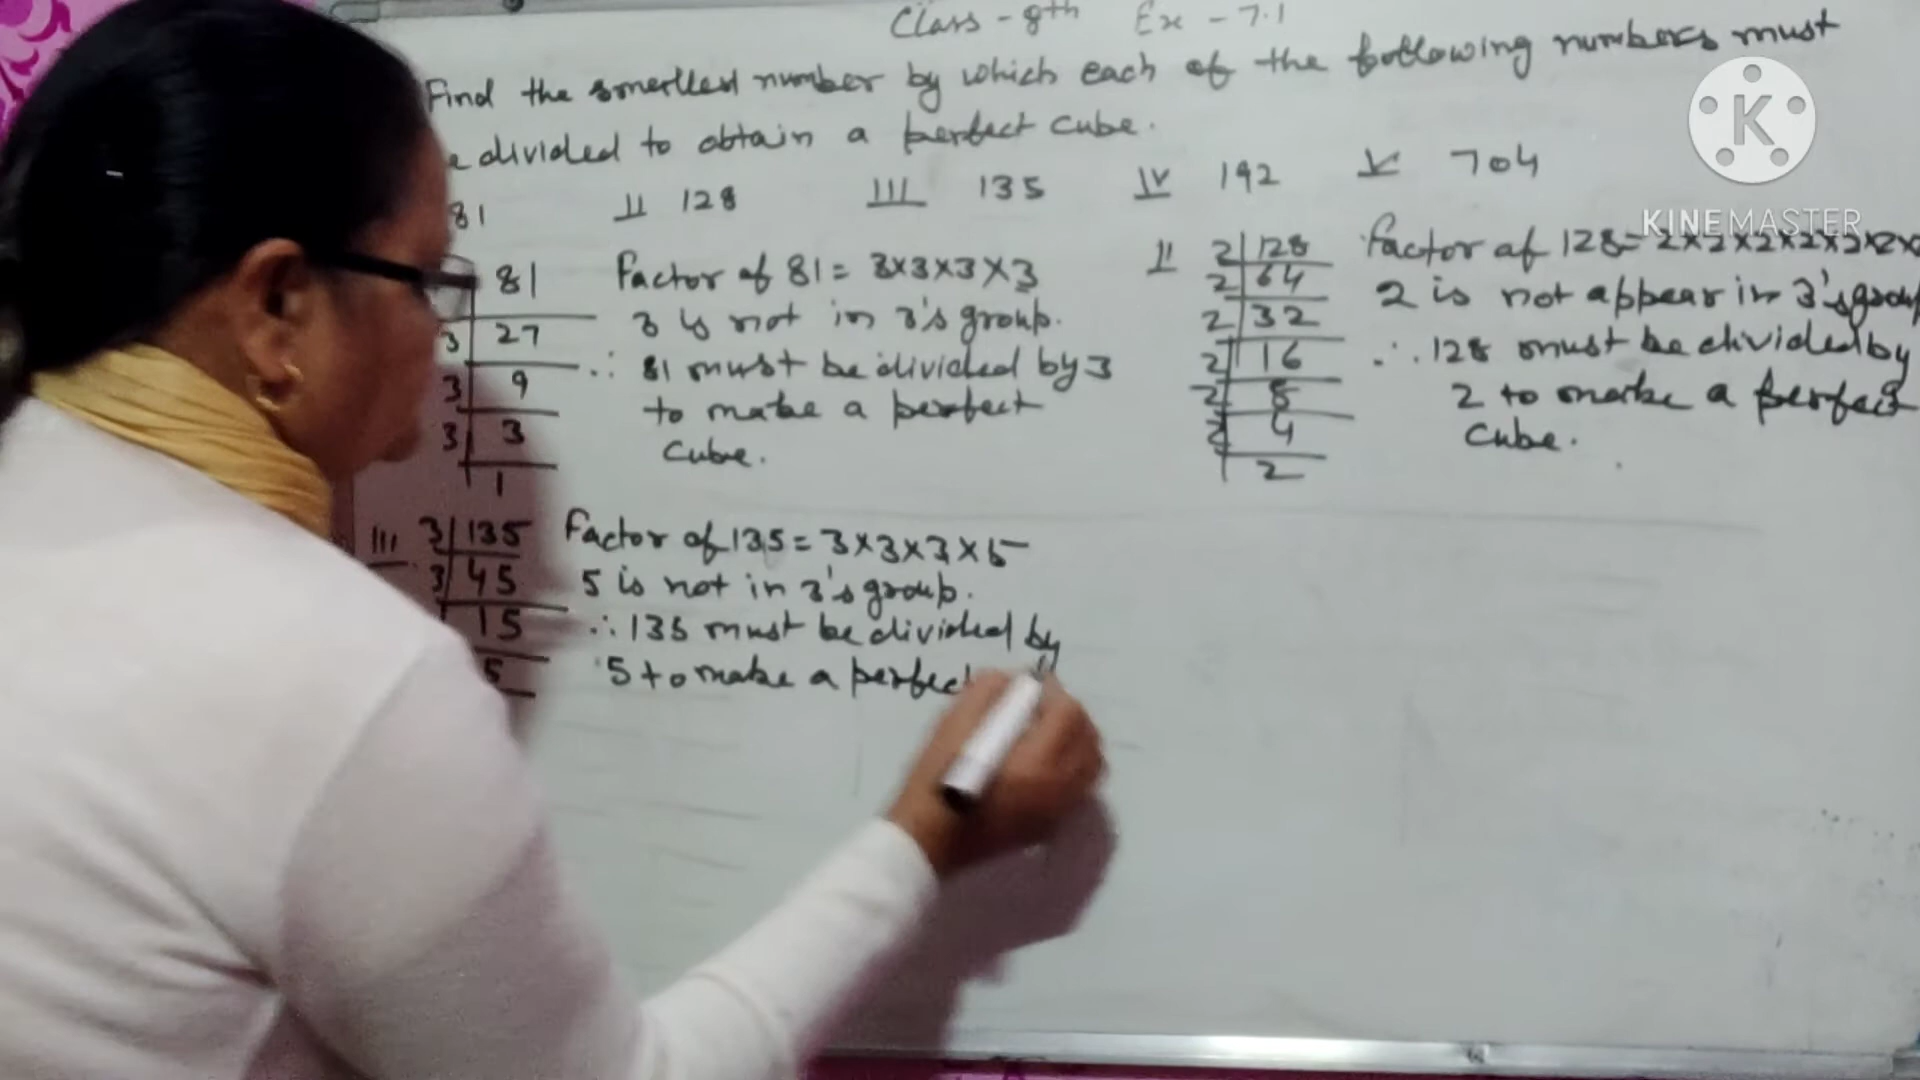 Class - 8th Ex - 7.1
Find the smallest number by which each of the following numbers must
e divided to obtain a perfect cube.
81 II 128 III 135 IV 192 V 704
K
KINEMASTER
81
3 27
3 9
3 3
1
Factor of 81 = 3×3×3×3
3 is not in 3's group.
∴ 81 must be divided by 3
to make a perfect
cube.
II 2 128
2 64
2 32
2 16
2 8
2 4
2
Factor of 128 = 2×2×2×2×2×2×
2 is not appear in 3's group
∴ 128 must be divided by
2 to make a perfect
cube.
III 3 135
3 45
15
5
Factor of 135 = 3×3×3×5
5 is not in 3's group.
∴ 135 must be divided by
5 to make a perfec